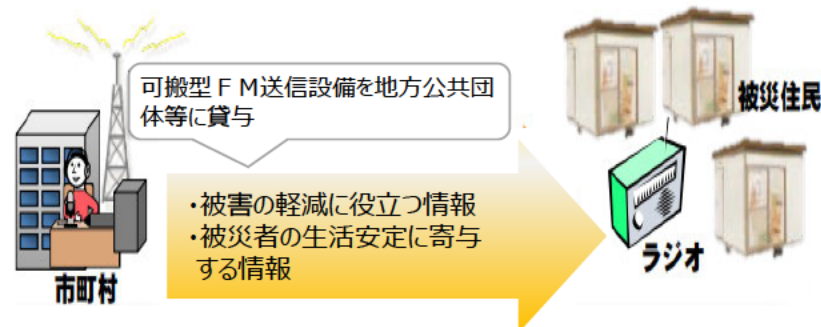 可搬型ＦＭ送信設備を地方公共団
体等に貸与
・被害の軽減に役立つ情報
・被災者の生活安定に寄与
する情報
市町村
被災住民
ラジオ